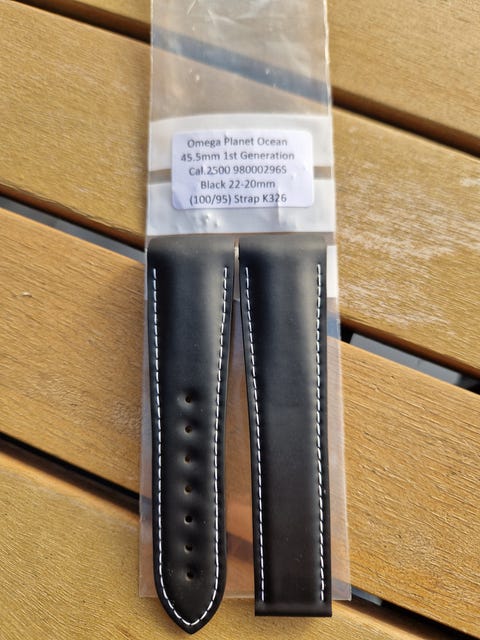 Omega Planet Ocean
45.5mm 1st Generation
Cal.2500 98000296S
Black 22-20mm
(100/95) Strap K326